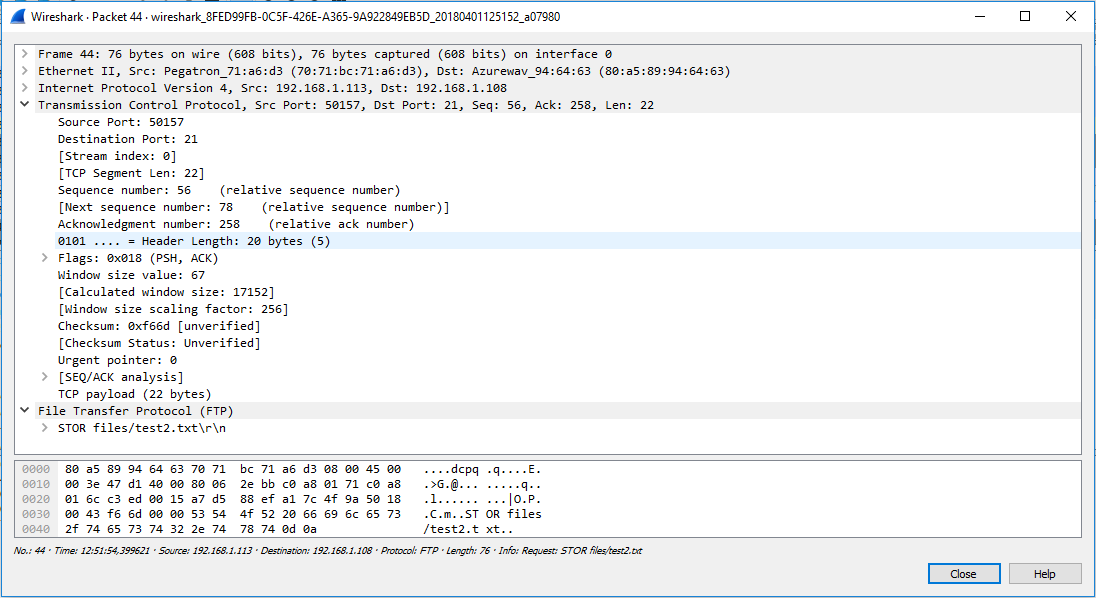 Wireshark · Packet 44 · wireshark_8FED99FB-0C5F-426E-A365-9A922849EB5D_20180401125152_a07980
Frame 44: 76 bytes on wire (608 bits), 76 bytes captured (608 bits) on interface 0
Ethernet II, Src: Pegatron_71:a6:d3 (70:71:bc:71:a6:d3), Dst: Azurewav_94:64:63 (80:a5:89:94:64:63)
Internet Protocol Version 4, Src: 192.168.1.113, Dst: 192.168.1.108
Transmission Control Protocol, Src Port: 50157, Dst Port: 21, Seq: 56, Ack: 258, Len: 22
Source Port: 50157
Destination Port: 21
[Stream index: 0]
[TCP Segment Len: 22]
Sequence number: 56    (relative sequence number)
[Next sequence number: 78    (relative sequence number)]
Acknowledgment number: 258    (relative ack number)
0101 .... = Header Length: 20 bytes (5)
Flags: 0x018 (PSH, ACK)
Window size value: 67
[Calculated window size: 17152]
[Window size scaling factor: 256]
Checksum: 0xf66d [unverified]
[Checksum Status: Unverified]
Urgent pointer: 0
[SEQ/ACK analysis]
TCP payload (22 bytes)
File Transfer Protocol (FTP)
STOR files/test2.txt\r\n
0000  80 a5 89 94 64 63 70 71  bc 71 a6 d3 08 00 45 00   ....dcpq .q....E.
0010  00 3e 47 d1 40 00 80 06  2e bb c0 a8 01 71 c0 a8   .>G.@... .....q..
0020  01 6c c3 ed 00 15 a7 d5  88 ef a1 7c 4f 9a 50 18   .l...... ...|O.P.
0030  00 43 f6 6d 00 00 53 54  4f 52 20 66 69 6c 65 73   .C.m..ST OR files
0040  2f 74 65 73 74 32 2e 74  78 74 0d 0a   /test2.t xt..
No.: 44 · Time: 12:51:54,399621 · Source: 192.168.1.113 · Destination: 192.168.1.108 · Protocol: FTP · Length: 76 · Info: Request: STOR files/test2.txt
Close Help